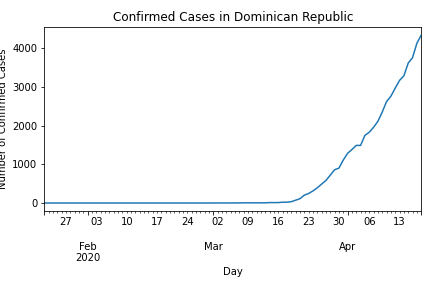 Confirmed Cases in Dominican Republic
Number of Confirmed Cases
4000
3000
2000
1000
0
27 03 10 17 24 02 09 16 23 30 06 13
Feb Mar Apr
2020
Day